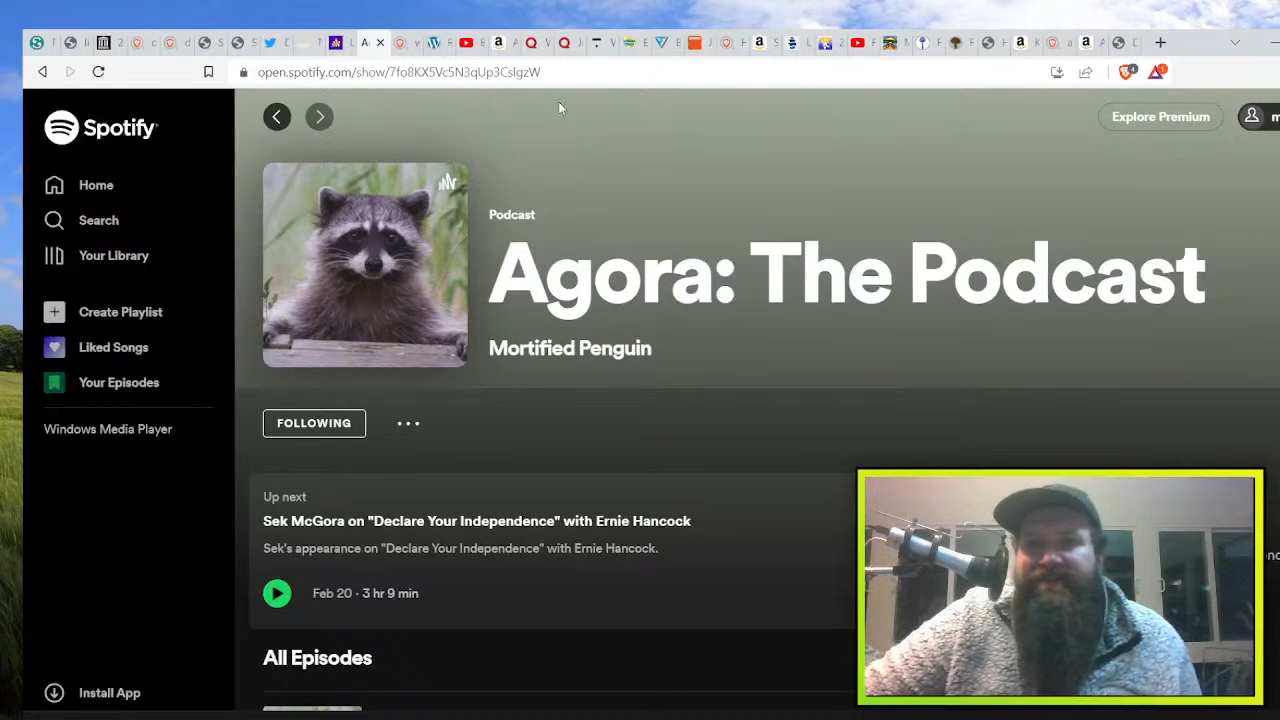 open.spotify.com/show/7fo8KVSVc5N3qUp3CsIgzW
Spotify
Explore Premium
Home
Search
Your Library
Create Playlist
Liked Songs
Your Episodes
Windows Media Player
Install App
Podcast
Agora: The Podcast
Mortified Penguin
FOLLOWING
Up next
Sek McGora on "Declare Your Independence" with Ernie Hancock
Sek's appearance on "Declare Your Independence" with Ernie Hancock.
Feb 20 · 3 hr 9 min
All Episodes